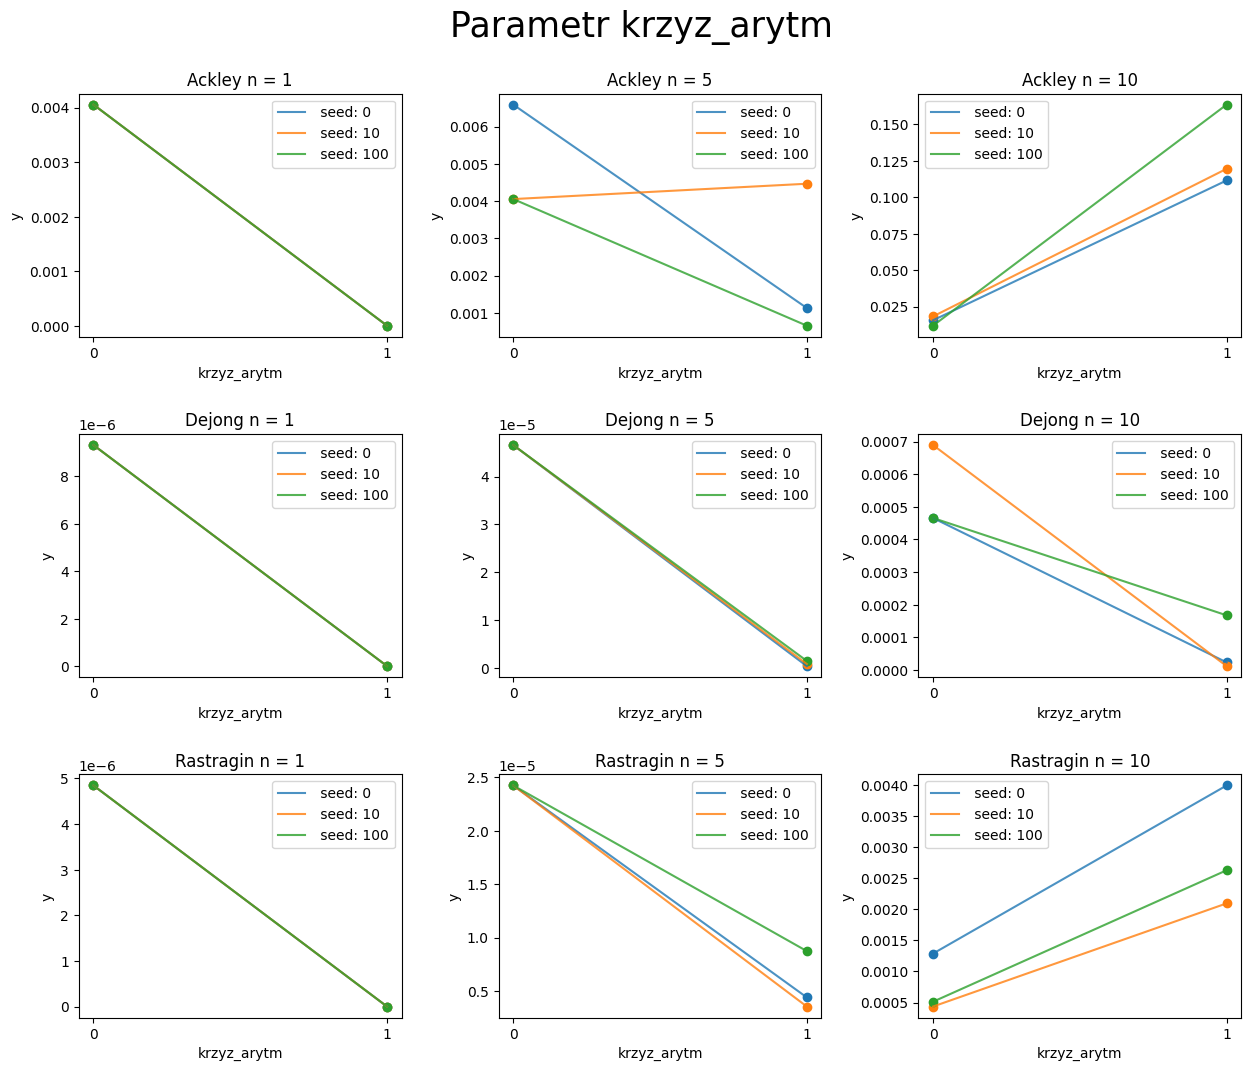 Parametr krzyz_arytm
Ackley n = 1
0.004
0.003
0.002
0.001
0.000
y
seed: 0
seed: 10
seed: 100
0 1
krzyz_arytm
Ackley n = 5
0.006
0.005
0.004
0.003
0.002
0.001
y
seed: 0
seed: 10
seed: 100
0 1
krzyz_arytm
Ackley n = 10
0.150
0.125
0.100
0.075
0.050
0.025
y
seed: 0
seed: 10
seed: 100
0 1
krzyz_arytm
Dejong n = 1
1e-6
8
6
4
2
0
y
seed: 0
seed: 10
seed: 100
0 1
krzyz_arytm
Dejong n = 5
1e-5
4
3
2
1
0
y
seed: 0
seed: 10
seed: 100
0 1
krzyz_arytm
Dejong n = 10
0.0007
0.0006
0.0005
0.0004
0.0003
0.0002
0.0001
0.0000
y
seed: 0
seed: 10
seed: 100
0 1
krzyz_arytm
Rastragin n = 1
1e-6
5
4
3
2
1
0
y
seed: 0
seed: 10
seed: 100
0 1
krzyz_arytm
Rastragin n = 5
1e-5
2.5
2.0
1.5
1.0
0.5
y
seed: 0
seed: 10
seed: 100
0 1
krzyz_arytm
Rastragin n = 10
0.0040
0.0035
0.0030
0.0025
0.0020
0.0015
0.0010
0.0005
y
seed: 0
seed: 10
seed: 100
0 1
krzyz_arytm